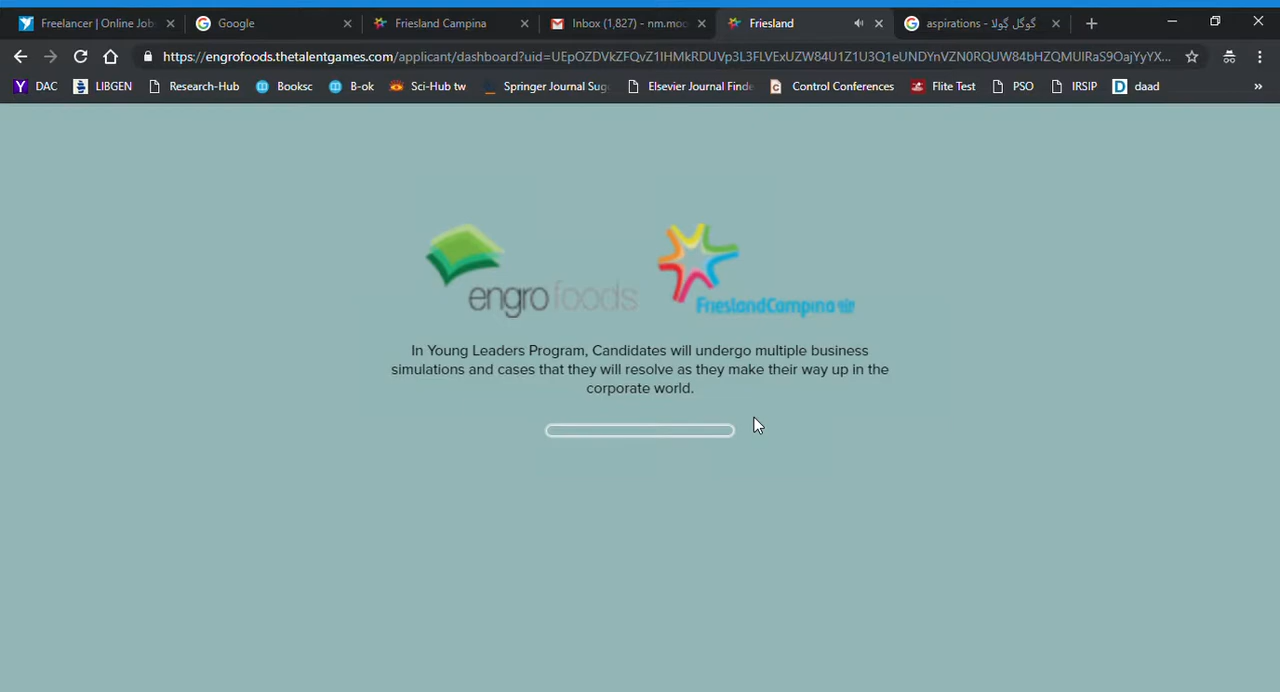 Freelancer | Online Job
Google
Friesland Campina
Inbox (1,827) - nm.moo
Friesland
aspirations - گوگل گولا
https://engrofoods.thetalentgames.com/applicant/dashboard?uid=
Y DAC
LIBGEN
Research-Hub
Booksc
B-ok
Sci-Hub tw
Springer Journal Sug
Elsevier Journal Finde
C Control Conferences
Flite Test
PSO
IRSIP
D daad
»
engro foods
FrieslandCampina
In Young Leaders Program, Candidates will undergo multiple business
simulations and cases that they will resolve as they make their way up in the
corporate world.